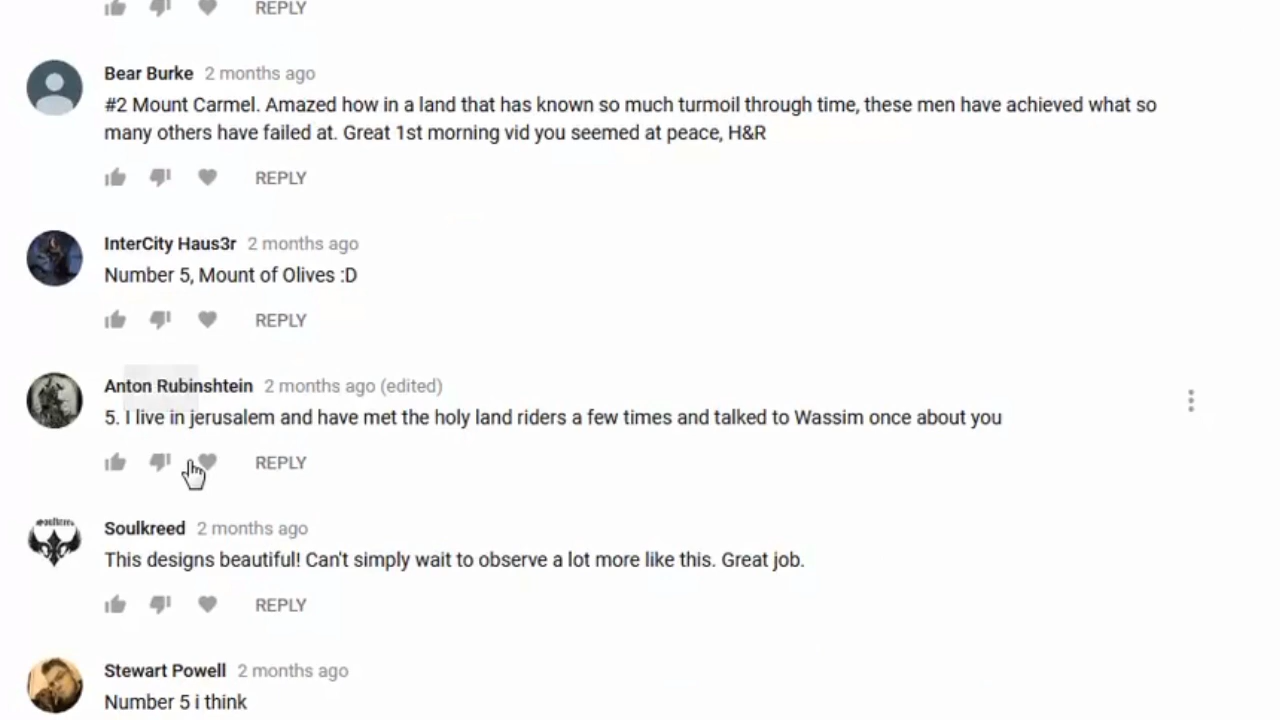 REPLY
Bear Burke 2 months ago
#2 Mount Carmel. Amazed how in a land that has known so much turmoil through time, these men have achieved what so
many others have failed at. Great 1st morning vid you seemed at peace, H&R
REPLY
InterCity Haus3r 2 months ago
Number 5, Mount of Olives :D
REPLY
Anton Rubinshtein 2 months ago (edited)
5. I live in jerusalem and have met the holy land riders a few times and talked to Wassim once about you
REPLY
Soulkreed 2 months ago
This designs beautiful! Can't simply wait to observe a lot more like this. Great job.
REPLY
Stewart Powell 2 months ago
Number 5 i think